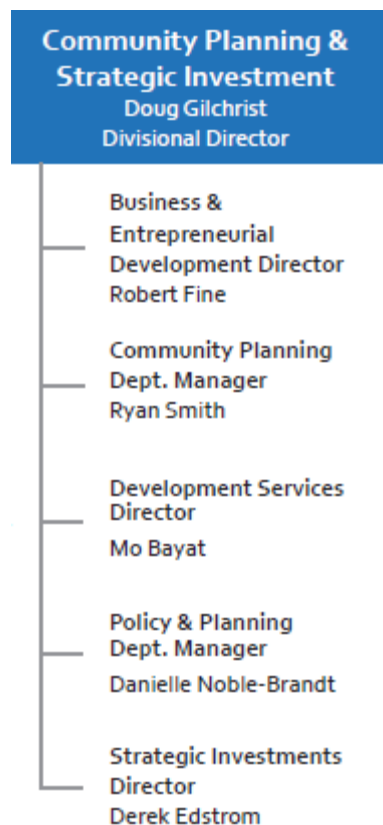 Community Planning &
Strategic Investment
Doug Gilchrist
Divisional Director
Business &
Entrepreneurial
Development Director
Robert Fine
Community Planning
Dept. Manager
Ryan Smith
Development Services
Director
Mo Bayat
Policy & Planning
Dept. Manager
Danielle Noble-Brandt
Strategic Investments
Director
Derek Edstrom